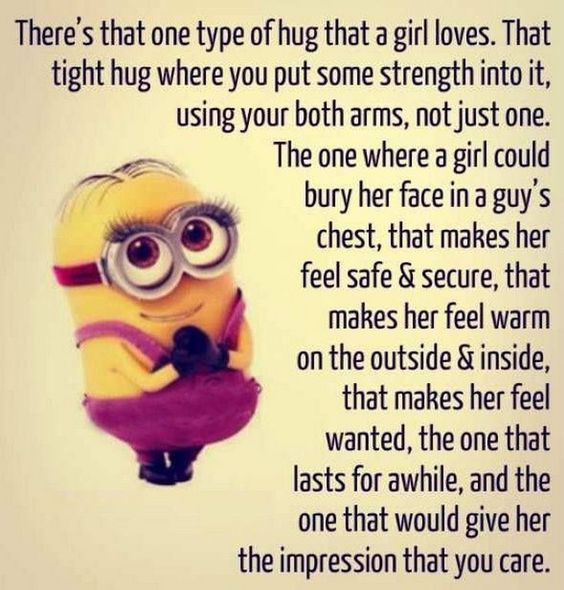 There's that one type of hug that a girl loves. That
tight hug where you put some strength into it,
using your both arms, not just one.
The one where a girl could
bury her face in a guy's
chest, that makes her
feel safe & secure, that
makes her feel warm
on the outside & inside,
that makes her feel
wanted, the one that
lasts for awhile, and the
one that would give her
the impression that you care.